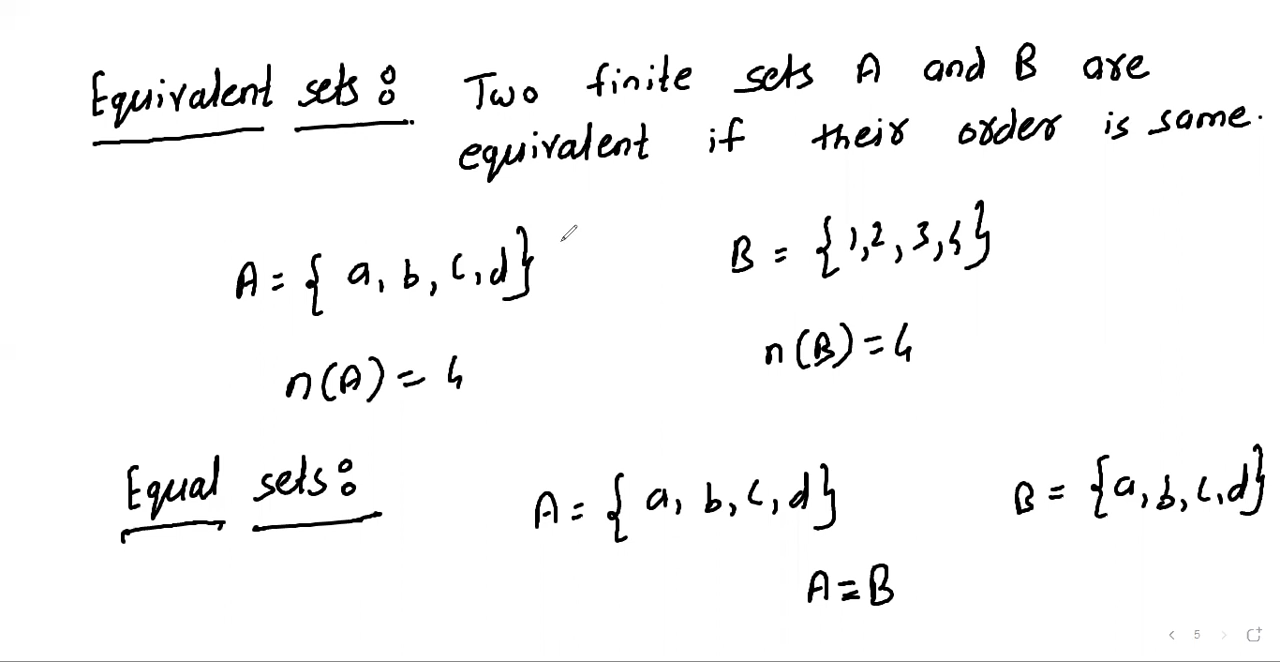 Equivalent sets: Two finite sets A and B are
equivalent if their order is same.
A = { a, b, c, d} B = {1,2, 3,4}
n(A) = 4 n(B) = 4
Equal sets: A = { a, b, c, d} B = {a, b, c, d}
A = B
< 5 >